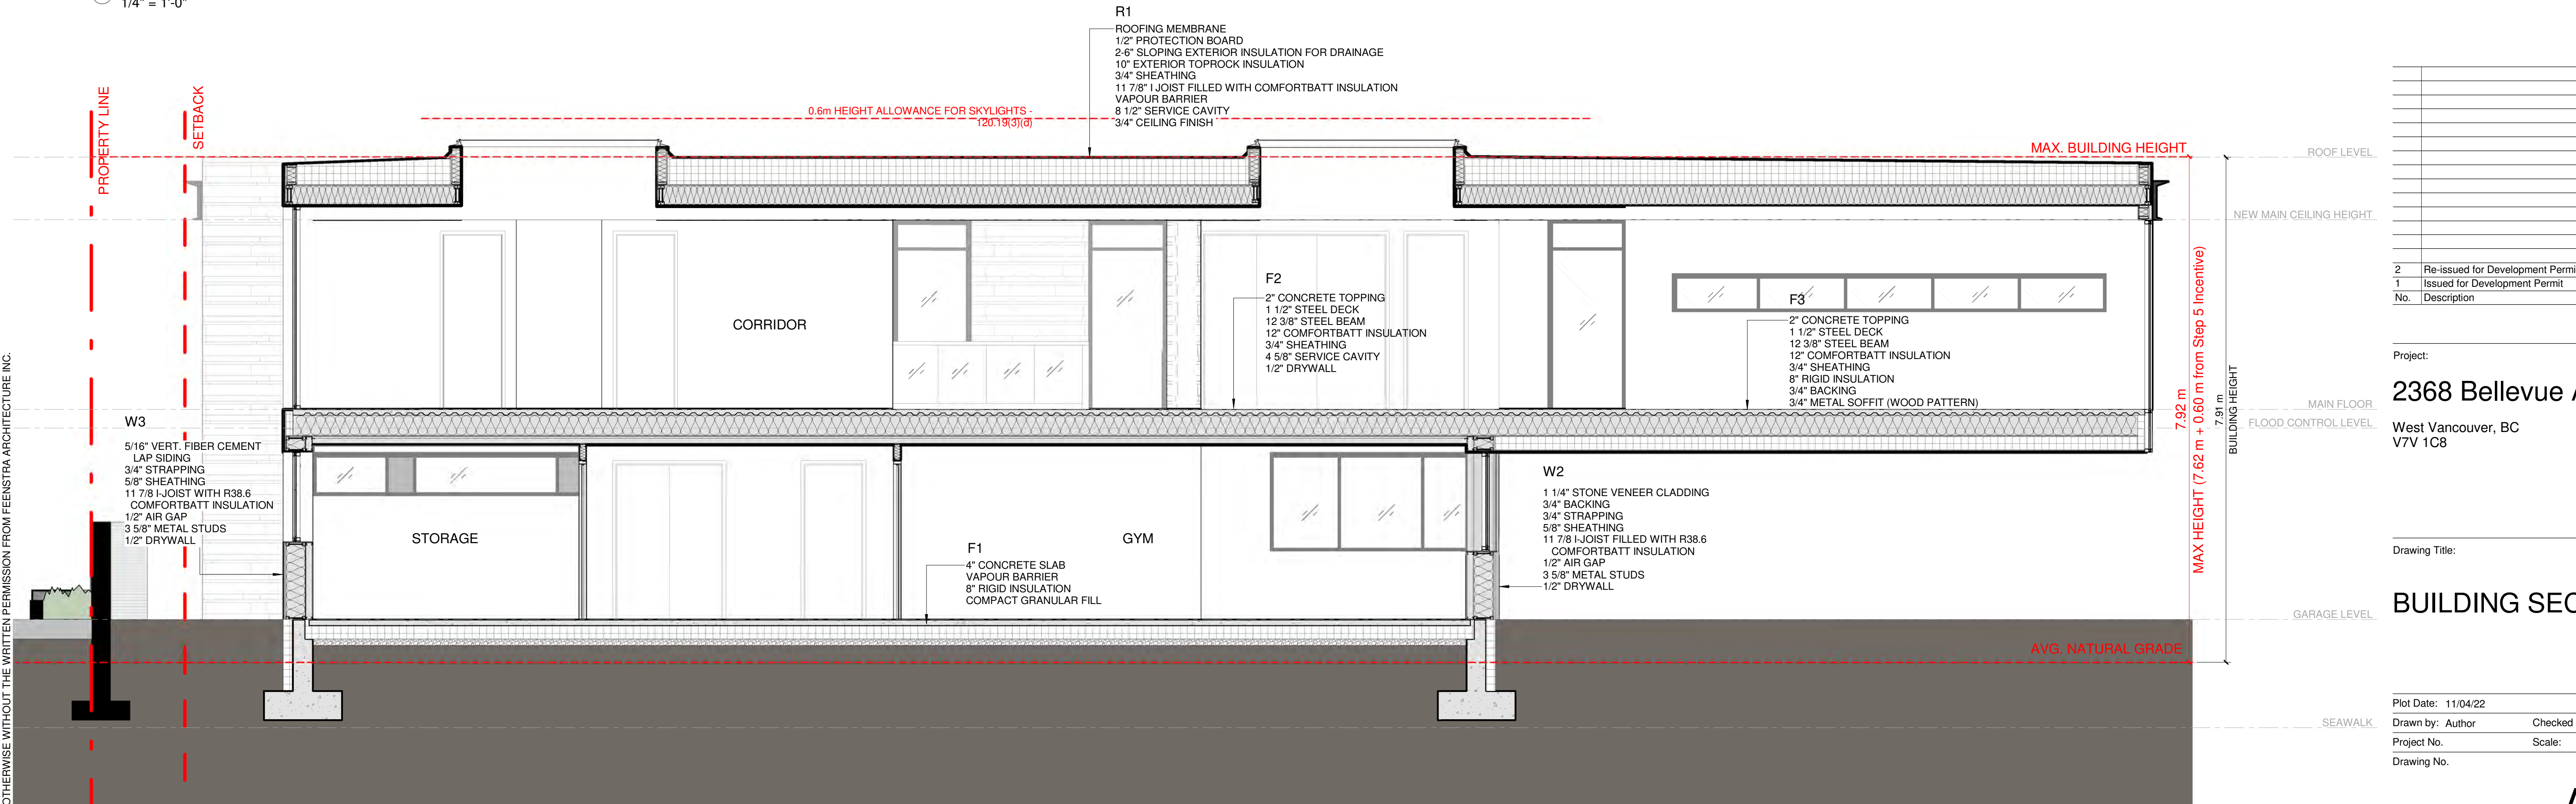 1/4" = 1'-0"
R1
ROOFING MEMBRANE
1/2" PROTECTION BOARD
2-6" SLOPING EXTERIOR INSULATION FOR DRAINAGE
10" EXTERIOR TOPROCK INSULATION
3/4" SHEATHING
11 7/8" I JOIST FILLED WITH COMFORTBATT INSULATION
VAPOUR BARRIER
8 1/2" SERVICE CAVITY
3/4" CEILING FINISH
0.6m HEIGHT ALLOWANCE FOR SKYLIGHTS -
120.19(3)(d)
PROPERTY LINE
SETBACK
MAX. BUILDING HEIGHT
ROOF LEVEL
NEW MAIN CEILING HEIGHT
CORRIDOR
F2
2" CONCRETE TOPPING
1 1/2" STEEL DECK
12 3/8" STEEL BEAM
12" COMFORTBATT INSULATION
3/4" SHEATHING
4 5/8" SERVICE CAVITY
1/2" DRYWALL
F3
2" CONCRETE TOPPING
1 1/2" STEEL DECK
12 3/8" STEEL BEAM
12" COMFORTBATT INSULATION
3/4" SHEATHING
8" RIGID INSULATION
3/4" BACKING
3/4" METAL SOFFIT (WOOD PATTERN)
7.92 m
MAX HEIGHT (7.62 m + 0.60 m from Step 5 Incentive)
7.91 m
BUILDING HEIGHT
MAIN FLOOR
FLOOD CONTROL LEVEL
W3
5/16" VERT. FIBER CEMENT
LAP SIDING
3/4" STRAPPING
5/8" SHEATHING
11 7/8 I-JOIST WITH R38.6
COMFORTBATT INSULATION
1/2" AIR GAP
3 5/8" METAL STUDS
1/2" DRYWALL
STORAGE
GYM
F1
4" CONCRETE SLAB
VAPOUR BARRIER
8" RIGID INSULATION
COMPACT GRANULAR FILL
W2
1 1/4" STONE VENEER CLADDING
3/4" BACKING
3/4" STRAPPING
5/8" SHEATHING
11 7/8 I-JOIST FILLED WITH R38.6
COMFORTBATT INSULATION
1/2" AIR GAP
3 5/8" METAL STUDS
1/2" DRYWALL
GARAGE LEVEL
AVG. NATURAL GRADE
SEAWALK
OTHERWISE WITHOUT THE WRITTEN PERMISSION FROM FEENSTRA ARCHITECTURE INC.
2 Re-issued for Development Permi
1 Issued for Development Permit
No. Description
Project:
2368 Bellevue A
West Vancouver, BC
V7V 1C8
Drawing Title:
BUILDING SEC
Plot Date: 11/04/22
Drawn by: Author Checked
Project No. Scale:
Drawing No.